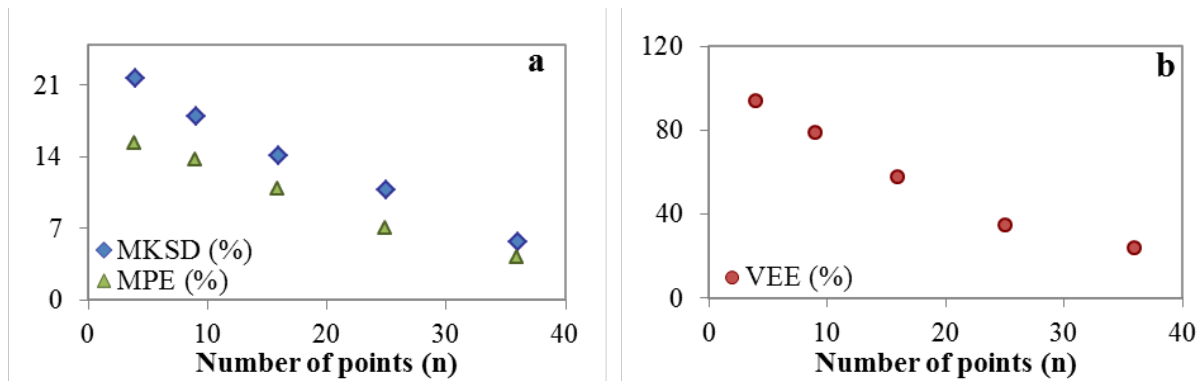 a
21
14
7
0
MKSD (%)
MPE (%)
0 10 20 30 40
Number of points (n)
b
120
80
40
0
VEE (%)
0 10 20 30 40
Number of points (n)